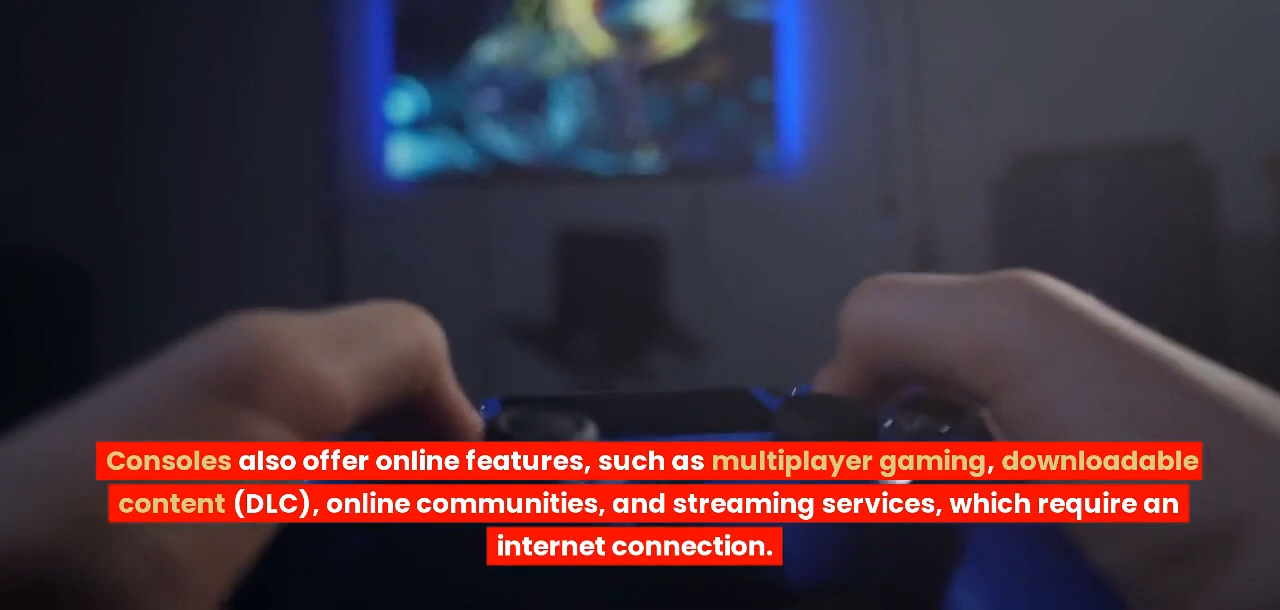 Consoles also offer online features, such as multiplayer gaming, downloadable
content (DLC), online communities, and streaming services, which require an
internet connection.